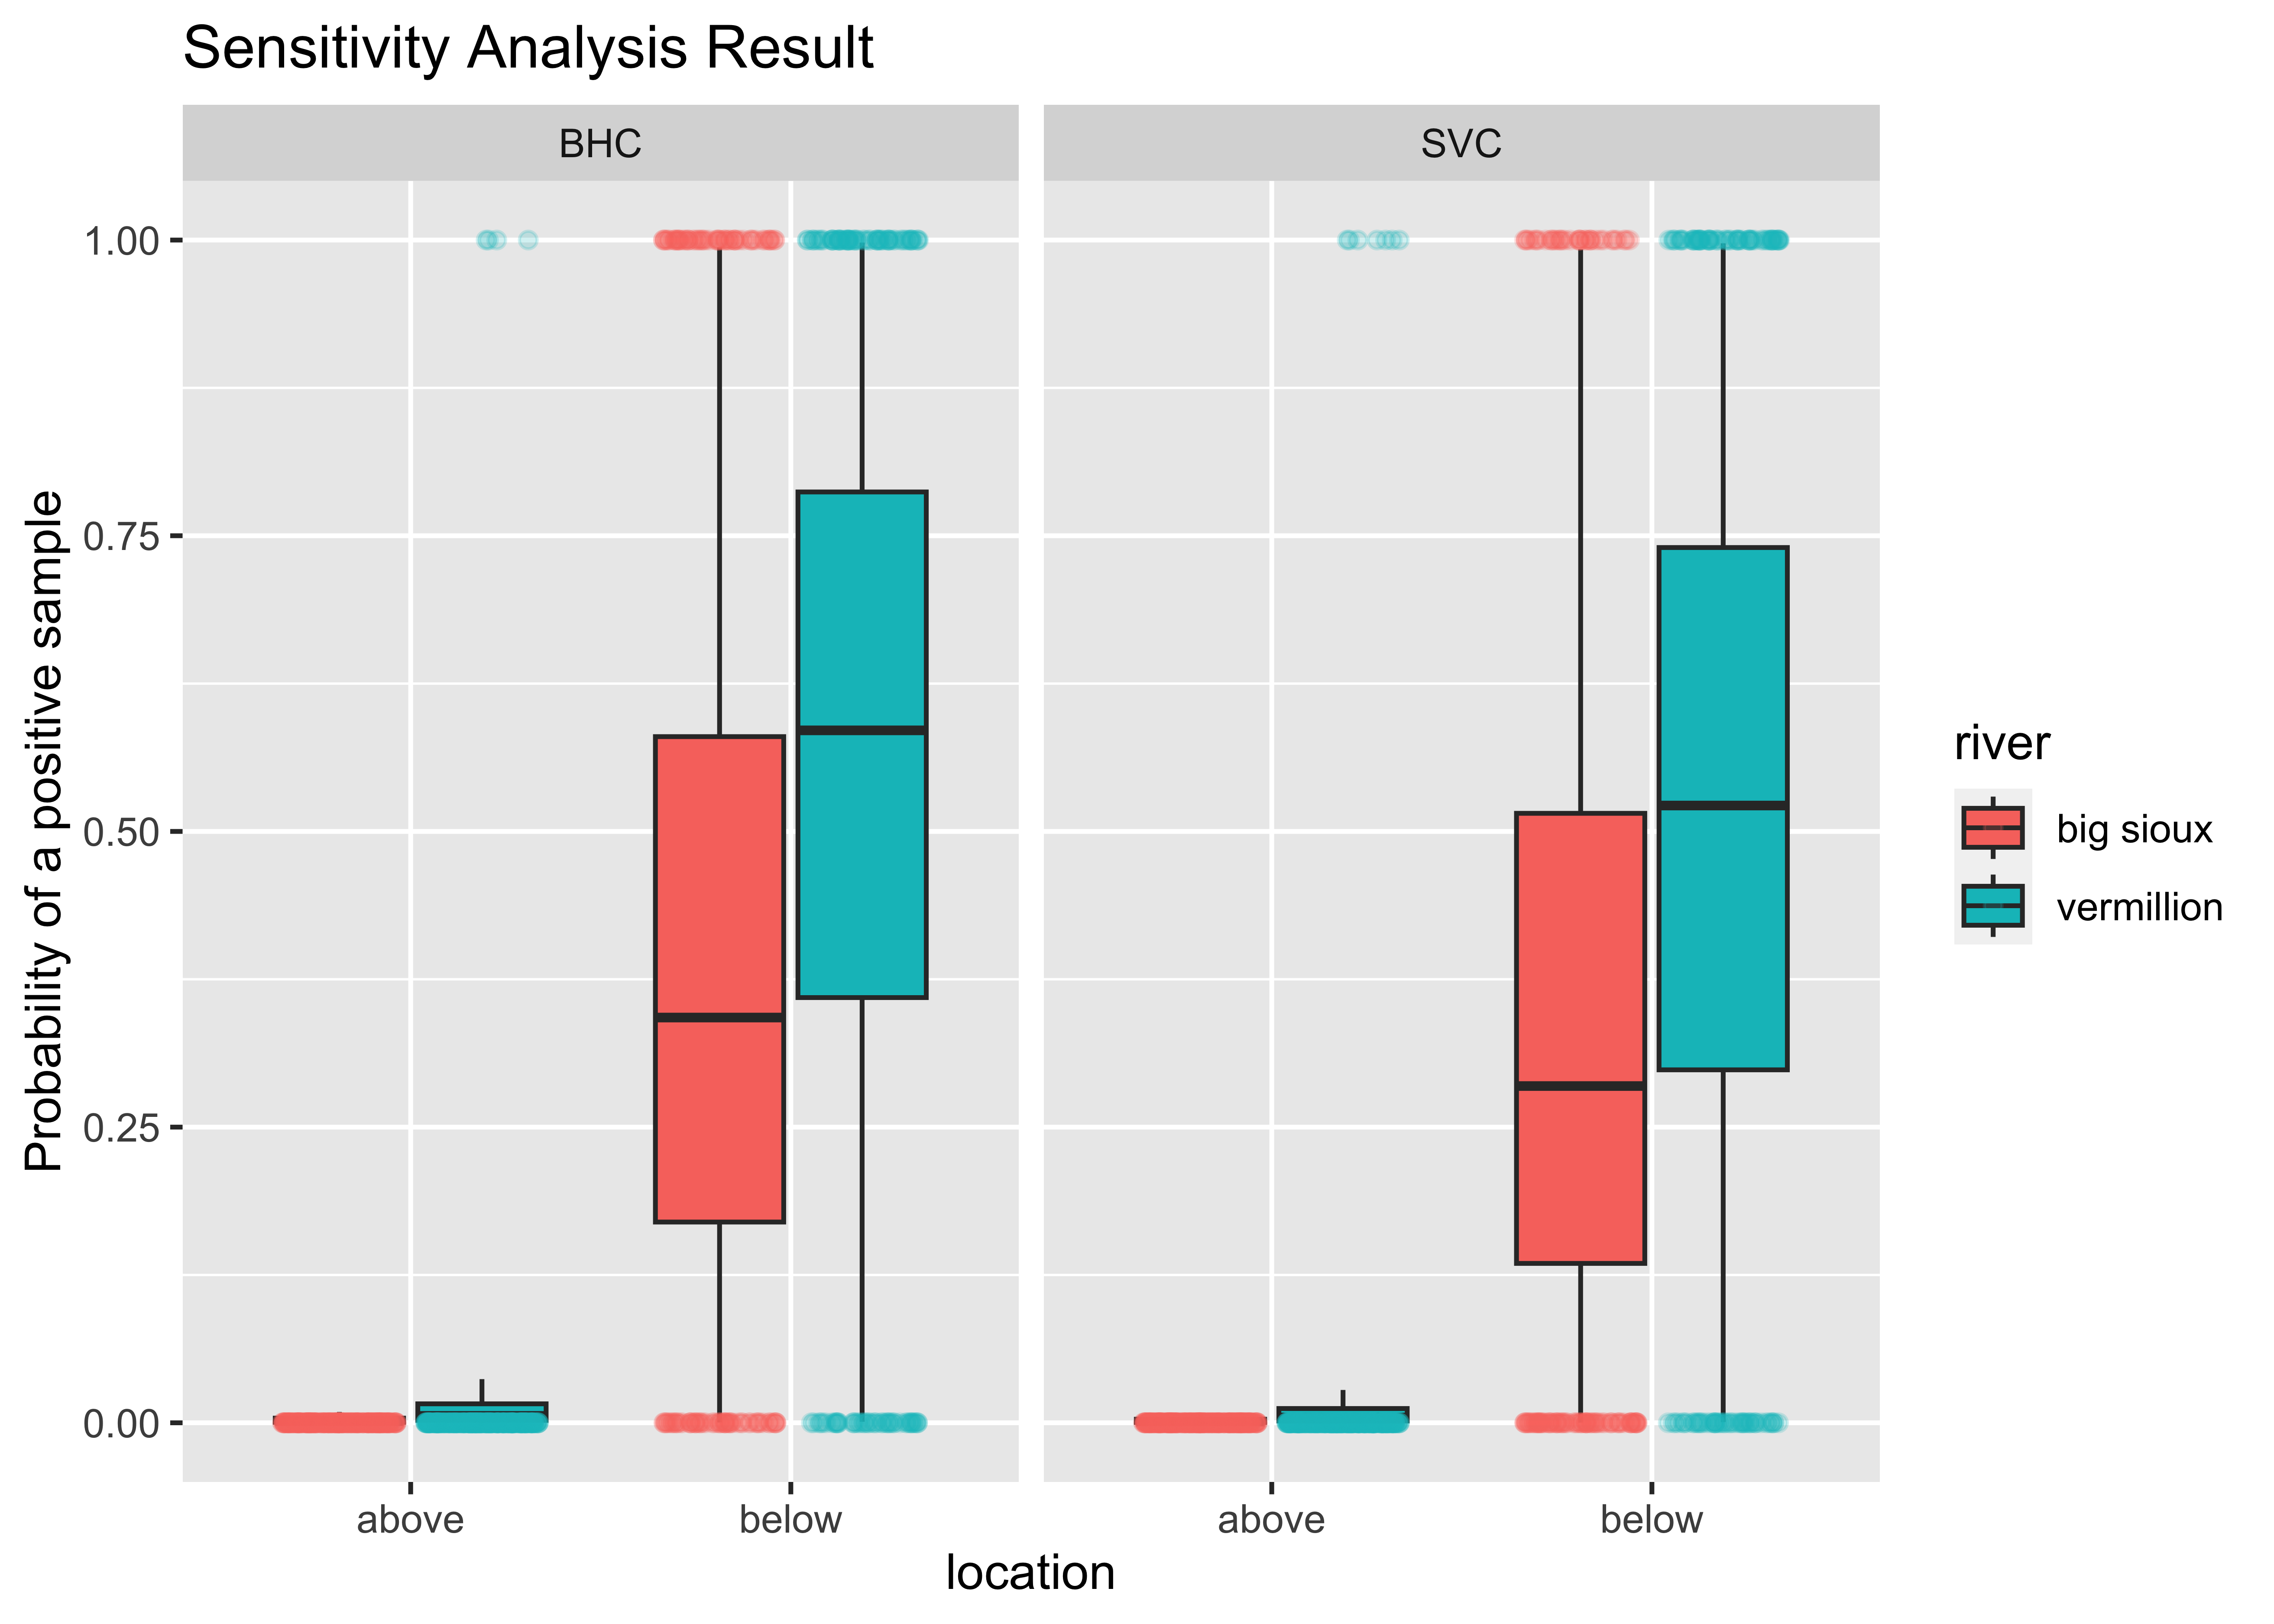 Sensitivity Analysis Result
BHC
SVC
Probability of a positive sample
1.00
0.75
0.50
0.25
0.00
above
below
above
below
location
river
big sioux
vermillion